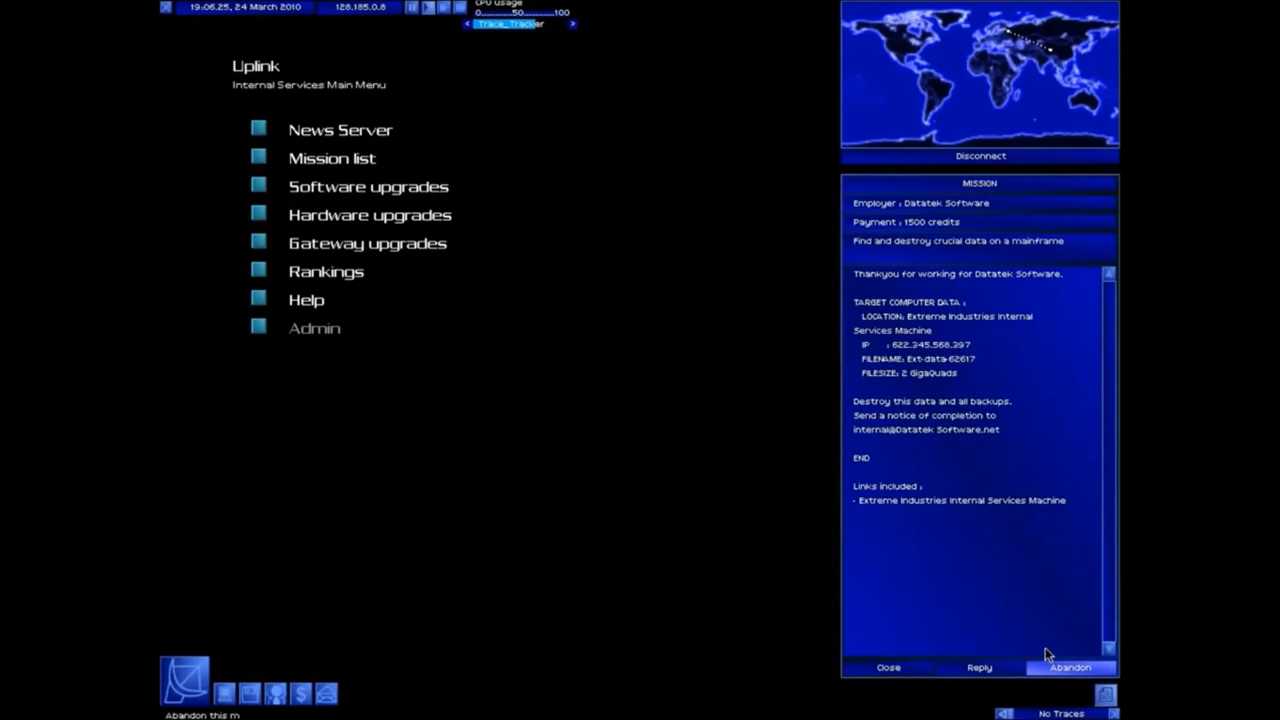 19:06.25, 24 March 2010
128.185.0.8
CPU usage
0.........50.........100
Trace_Tracker
Uplink
Internal Services Main Menu
News Server
Mission list
Software upgrades
Hardware upgrades
Gateway upgrades
Rankings
Help
Admin
Disconnect
MISSION
Employer : Datatek Software
Payment : 1500 credits
Find and destroy crucial data on a mainframe
Thankyou for working for Datatek Software.
TARGET COMPUTER DATA :
LOCATION: Extreme Industries Internal
Services Machine
IP : 622.345.568.397
FILENAME: Ext-data-62617
FILESIZE: 2 GigaQuads
Destroy this data and all backups.
Send a notice of completion to
internal@Datatek Software.net
END
Links included :
- Extreme Industries Internal Services Machine
Close
Reply
Abandon
$
Abandon this m
No Traces